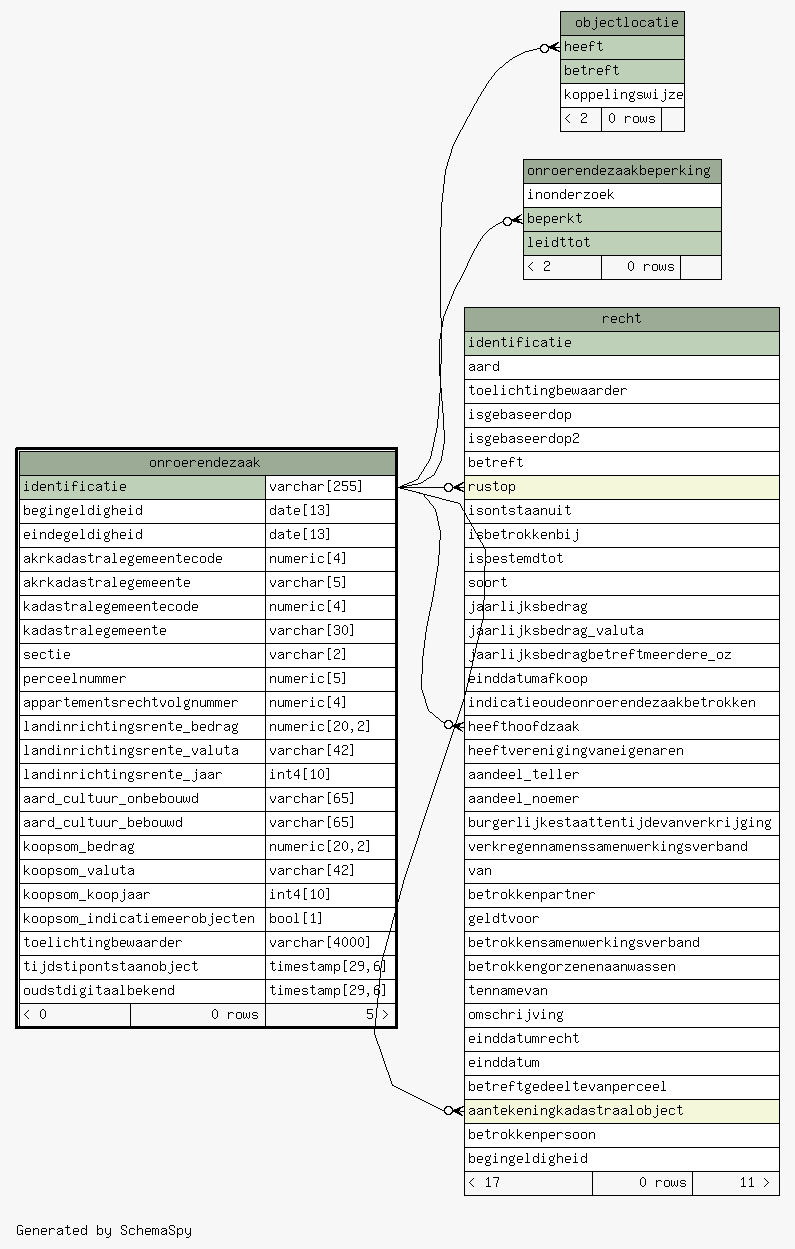 objectlocatie
heeft
betreft
koppelingswijze
< 2 0 rows
onroerendezaakbeperking
inonderzoek
beperkt
leidttot
< 2 0 rows
recht
identificatie
aard
toelichtingbewaarder
isgebaseerdop
isgebaseerdop2
betreft
rustop
isontstaanuit
isbetrokkenbij
isbestemdtot
soort
jaarlijksbedrag
jaarlijksbedrag_valuta
jaarlijksbedragbetreftmeerdere_oz
einddatumafkoop
indicatieoudeonroerendezaakbetrokken
heefthoofdzaak
heeftverenigingvaneigenaren
aandeel_teller
aandeel_noemer
burgerlijkestaattentijdevanverkrijging
verkregennamenssamenwerkingsverband
van
betrokkenpartner
geldtvoor
betrokkensamenwerkingsverband
betrokkengorzenenaanwassen
tennamevan
omschrijving
einddatumrecht
einddatum
betreftgedeeltevanperceel
aantekeningkadastraalobject
betrokkenpersoon
begingeldigheid
< 17 0 rows 11 >
onroerendezaak
identificatie varchar[255]
begingeldigheid date[13]
eindegeldigheid date[13]
akrkadastralegemeentecode numeric[4]
akrkadastralegemeente varchar[5]
kadastralegemeentecode numeric[4]
kadastralegemeente varchar[30]
sectie varchar[2]
perceelnummer numeric[5]
appartementsrechtvolgnummer numeric[4]
landinrichtingsrente_bedrag numeric[20,2]
landinrichtingsrente_valuta varchar[42]
landinrichtingsrente_jaar int4[10]
aard_cultuur_onbebouwd varchar[65]
aard_cultuur_bebouwd varchar[65]
koopsom_bedrag numeric[20,2]
koopsom_valuta varchar[42]
koopsom_koopjaar int4[10]
koopsom_indicatiemeerobjecten bool[1]
toelichtingbewaarder varchar[4000]
tijdstipontstaanobject timestamp[29,6]
oudstdigitaalbekend timestamp[29,6]
< 0 0 rows 5 >
Generated by SchemaSpy